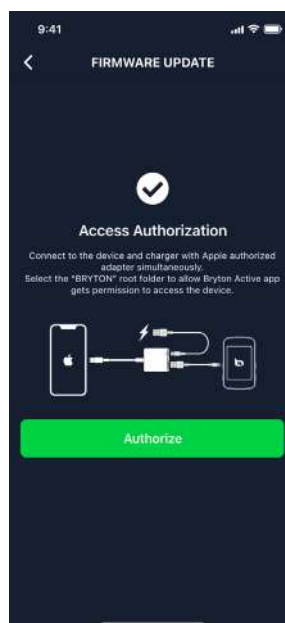 9:41
FIRMWARE UPDATE
Access Authorization
Connect to the device and charger with Apple authorized
adapter simultaneously.
Select the "BRYTON" root folder to allow Bryton Active app
gets permission to access the device.
Authorize